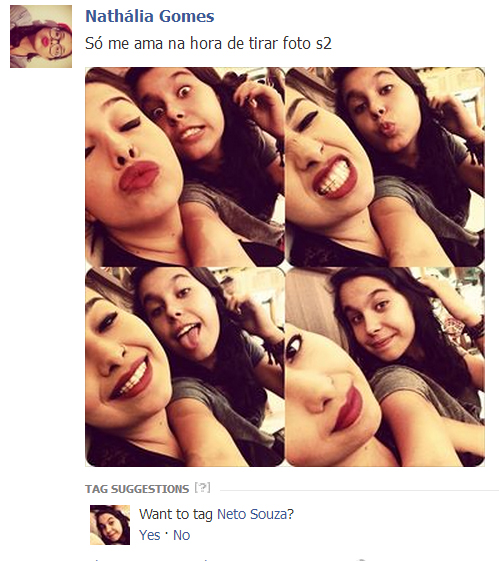 Nathália Gomes
Só me ama na hora de tirar foto s2
TAG SUGGESTIONS [?]
Want to tag Neto Souza?
Yes · No